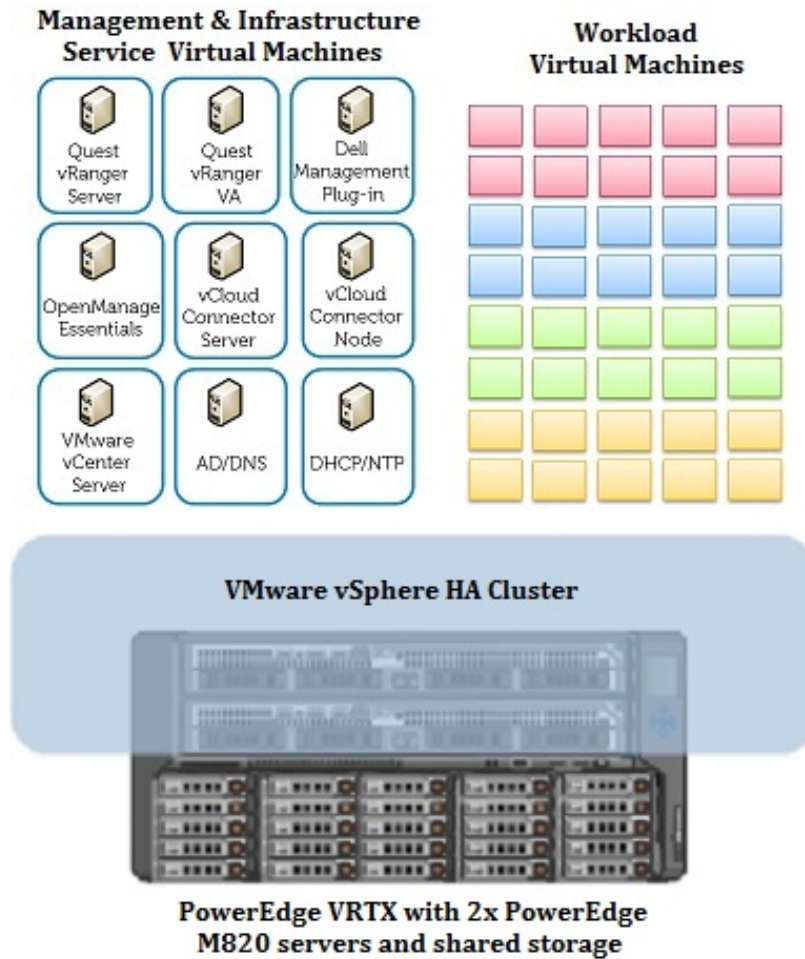 Management & Infrastructure
Service Virtual Machines
Workload
Virtual Machines
Quest
vRanger
Server
Quest
vRanger
VA
Dell
Management
Plug-in
OpenManage
Essentials
vCloud
Connector
Server
vCloud
Connector
Node
VMware
vCenter
Server
AD/DNS
DHCP/NTP
VMware vSphere HA Cluster
PowerEdge VRTX with 2x PowerEdge
M820 servers and shared storage